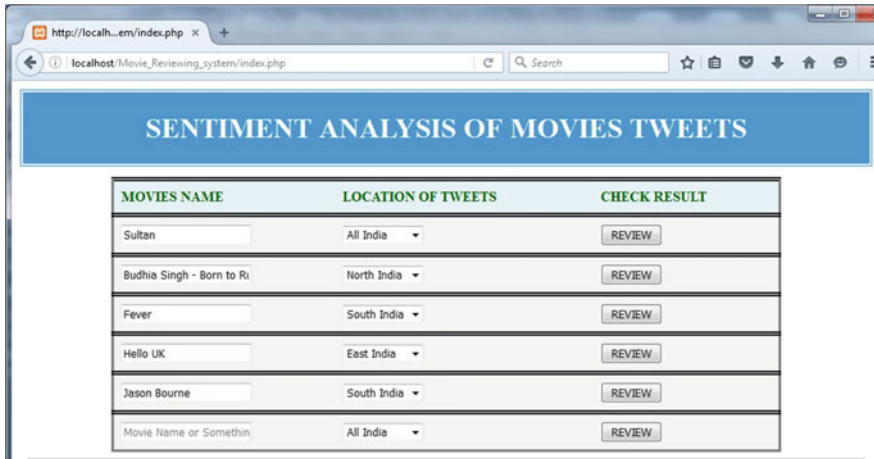 http://localh...em/index.php × +
localhost/Movie_Reviewing_system/index.php Search
SENTIMENT ANALYSIS OF MOVIES TWEETS
MOVIES NAME LOCATION OF TWEETS CHECK RESULT
Sultan All India REVIEW
Budhia Singh - Born to Ru North India REVIEW
Fever South India REVIEW
Hello UK East India REVIEW
Jason Bourne South India REVIEW
Movie Name or Somethin All India REVIEW